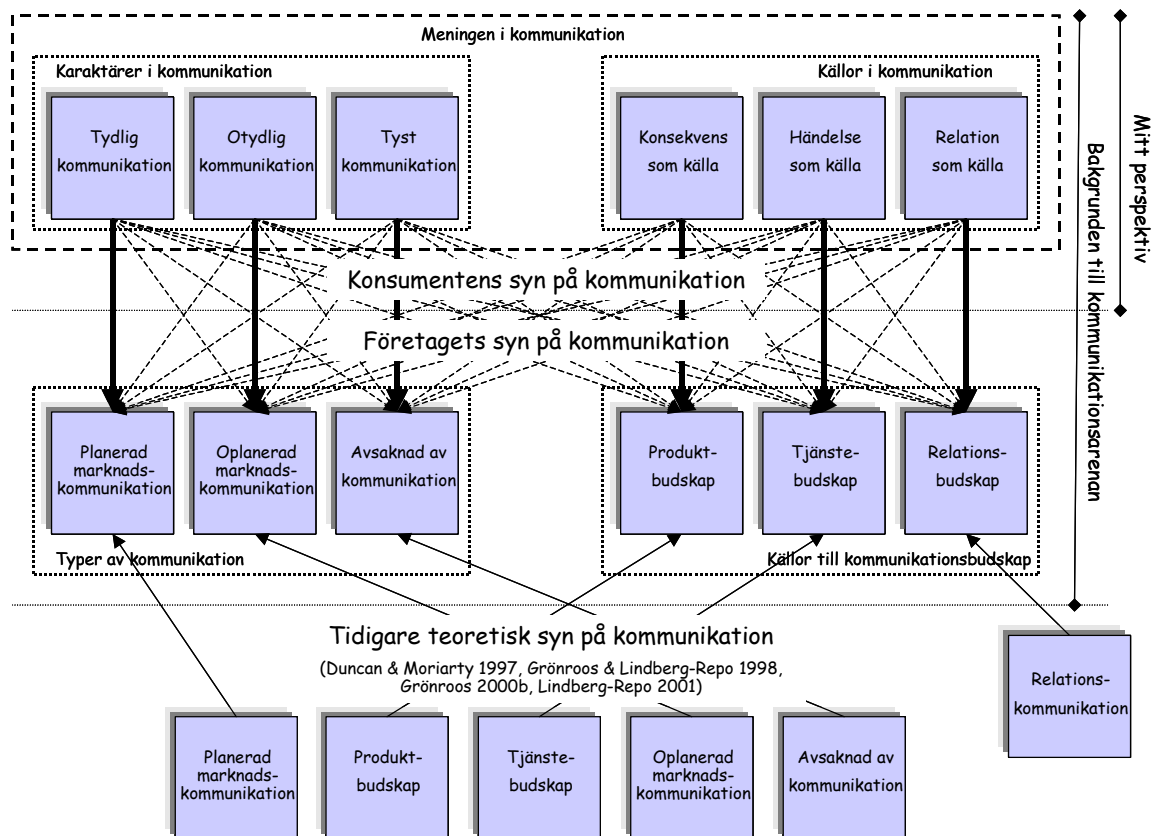 Meningen i kommunikation
Karaktärer i kommunikation
Källor i kommunikation
Tydlig
kommunikation
Otydlig
kommunikation
Tyst
kommunikation
Konsekvens
som källa
Händelse
som källa
Relation
som källa
Mitt perspektiv
Bakgrunden till kommunikationsarenan
Konsumentens syn på kommunikation
Företagets syn på kommunikation
Planerad
marknads-
kommunikation
Oplanerad
marknads-
kommunikation
Avsaknad av
kommunikation
Produkt-
budskap
Tjänste-
budskap
Relations-
budskap
Typer av kommunikation
Källor till kommunikationsbudskap
Tidigare teoretisk syn på kommunikation
(Duncan & Moriarty 1997, Grönroos & Lindberg-Repo 1998,
Grönroos 2000b, Lindberg-Repo 2001)
Relations-
kommunikation
Planerad
marknads-
kommunikation
Produkt-
budskap
Tjänste-
budskap
Oplanerad
marknads-
kommunikation
Avsaknad av
kommunikation